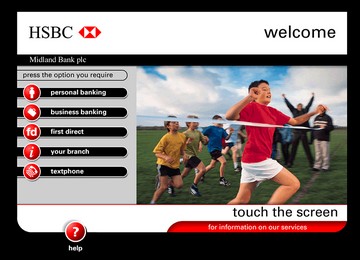 HSBC
welcome
Midland Bank plc
press the option you require
personal banking
business banking
fd first direct
i your branch
textphone
touch the screen
for information on our services
?
help